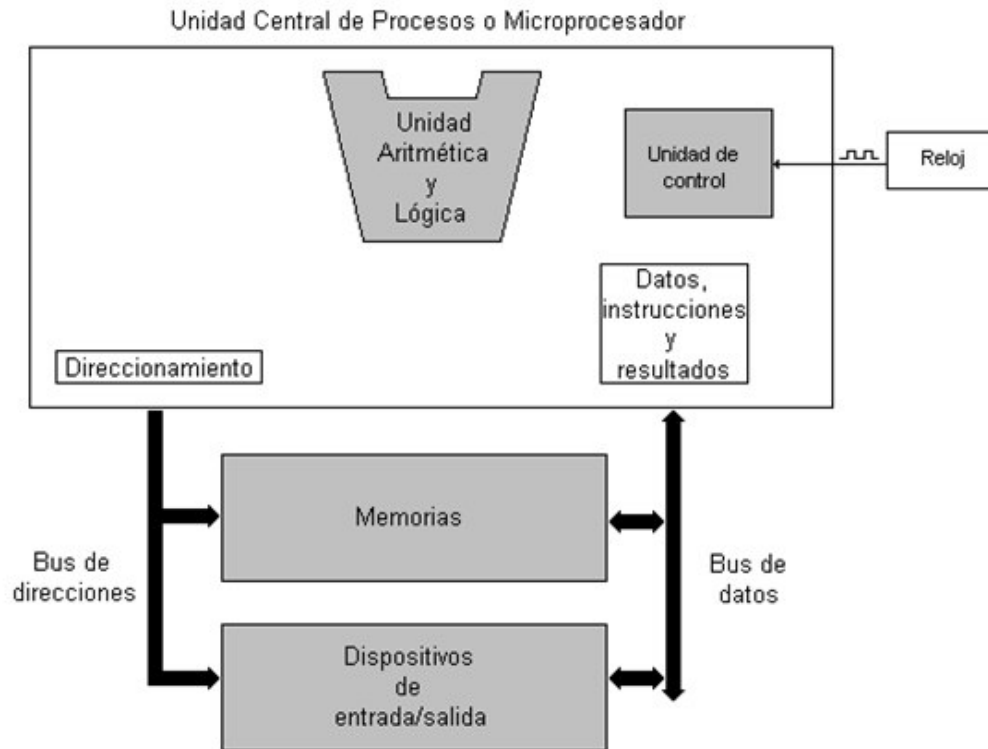 Unidad Central de Procesos o Microprocesador
Unidad
Aritmética
y
Lógica
Unidad de
control
Reloj
Datos,
instrucciones
y
resultados
Direccionamiento
Memorias
Bus de
direcciones
Bus de
datos
Dispositivos
de
entrada/salida